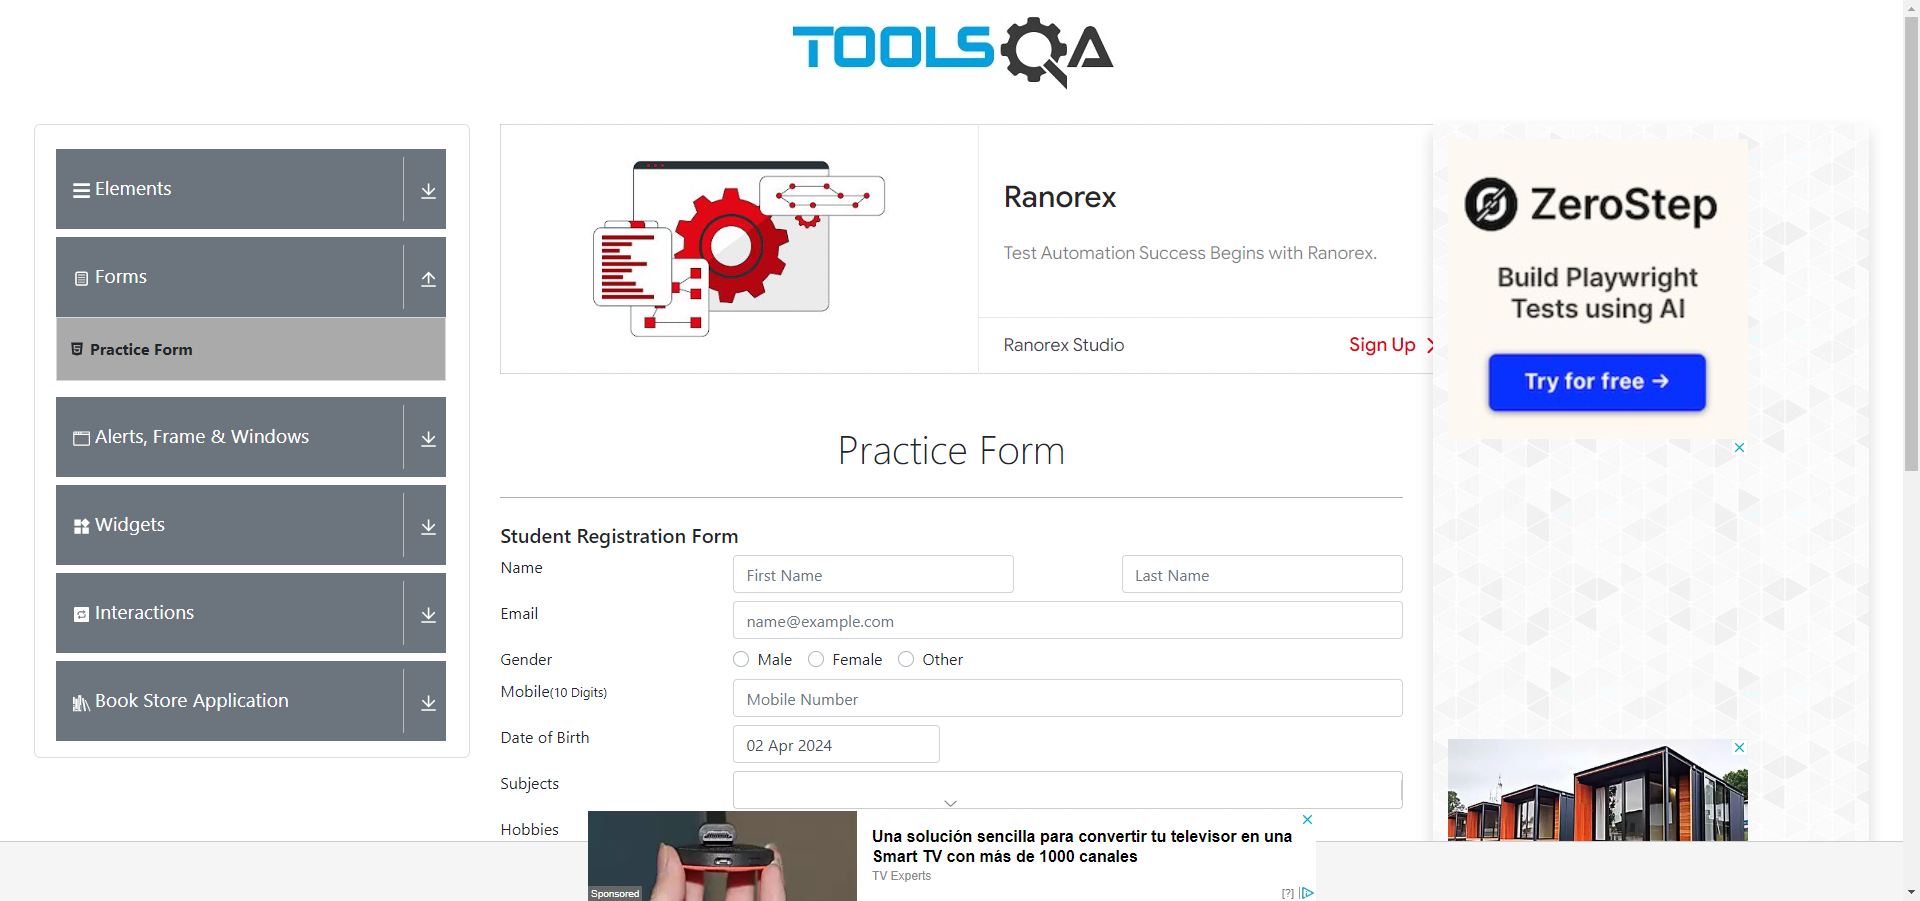 TOOLSQA
Elements
Forms
Practice Form
Alerts, Frame & Windows
Widgets
Interactions
Book Store Application
Ranorex
Test Automation Success Begins with Ranorex.
Ranorex Studio
Sign Up
ZeroStep
Build Playwright
Tests using AI
Try for free →
Practice Form
Student Registration Form
Name
First Name
Last Name
Email
name@example.com
Gender
Male
Female
Other
Mobile(10 Digits)
Mobile Number
Date of Birth
02 Apr 2024
Subjects
Hobbies
Una solución sencilla para convertir tu televisor en una
Smart TV con más de 1000 canales
TV Experts
Sponsored
[?]